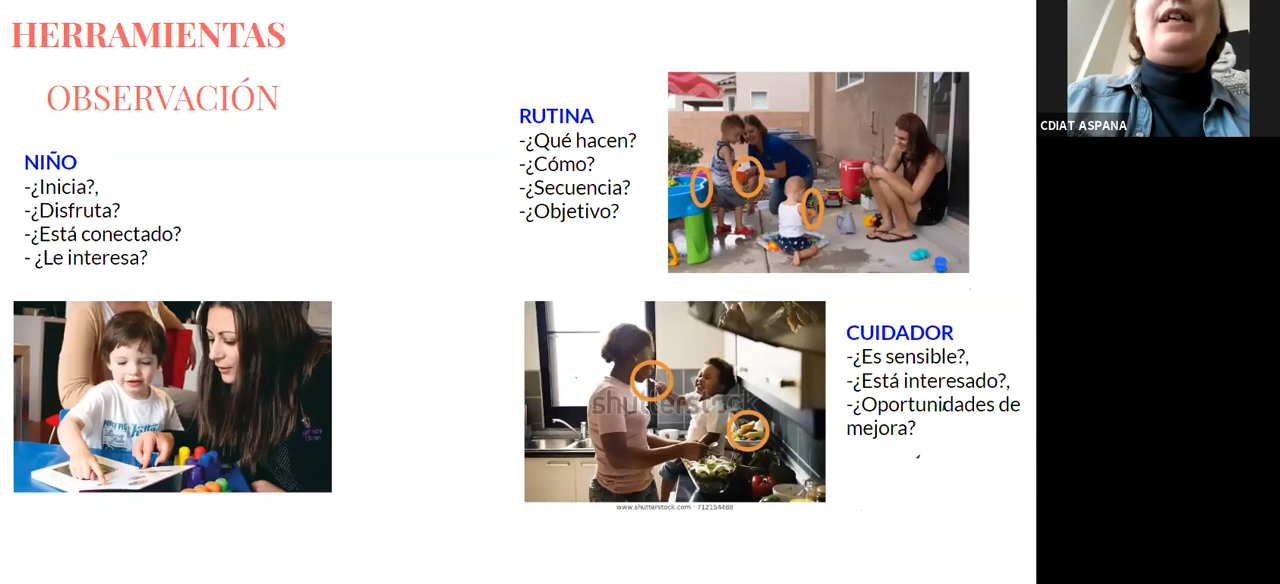 HERRAMIENTAS
OBSERVACIÓN
NIÑO
-¿Inicia?,
-¿Disfruta?
-¿Está conectado?
- ¿Le interesa?
RUTINA
-¿Qué hacen?
-¿Cómo?
-¿Secuencia?
-¿Objetivo?
CUIDADOR
-¿Es sensible?,
-¿Está interesado?,
-¿Oportunidades de
mejora?
shutterstock
www.shutterstock.com · 712154488
CDIAT ASPANA